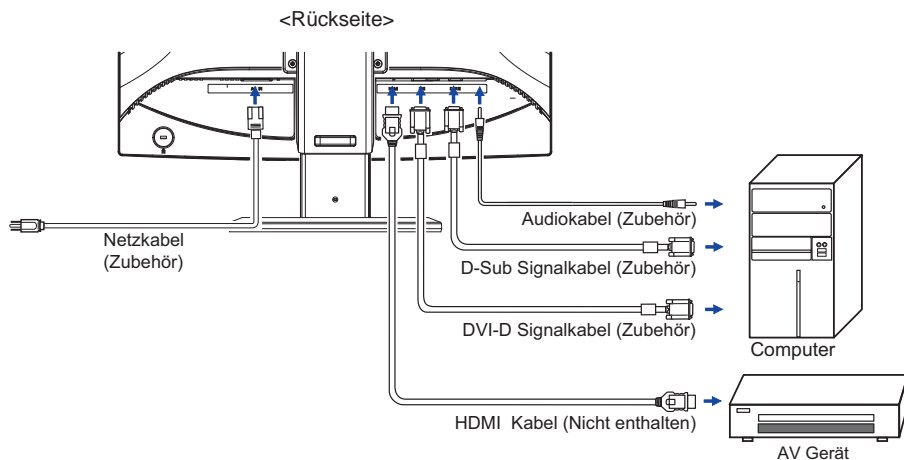 <Rückseite>
Audiokabel (Zubehör)
Netzkabel
(Zubehör)
D-Sub Signalkabel (Zubehör)
DVI-D Signalkabel (Zubehör)
Computer
HDMI Kabel (Nicht enthalten)
AV Gerät